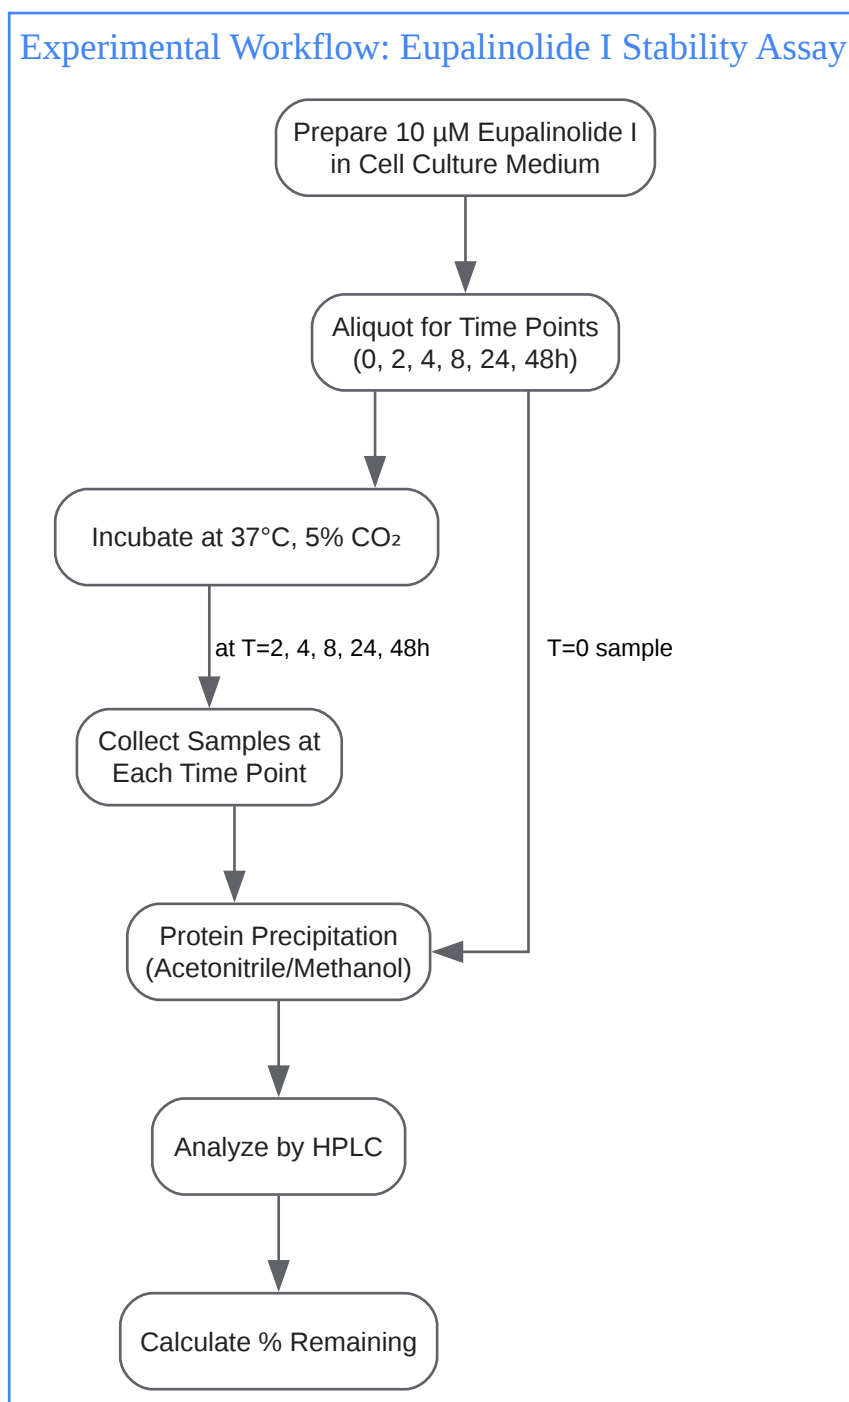 Experimental Workflow: Eupalinolide I Stability Assay
Prepare 10 µM Eupalinolide I
in Cell Culture Medium
Aliquot for Time Points
(0, 2, 4, 8, 24, 48h)
Incubate at 37°C, 5% CO₂
at T=2, 4, 8, 24, 48h
T=0 sample
Collect Samples at
Each Time Point
Protein Precipitation
(Acetonitrile/Methanol)
Analyze by HPLC
Calculate % Remaining